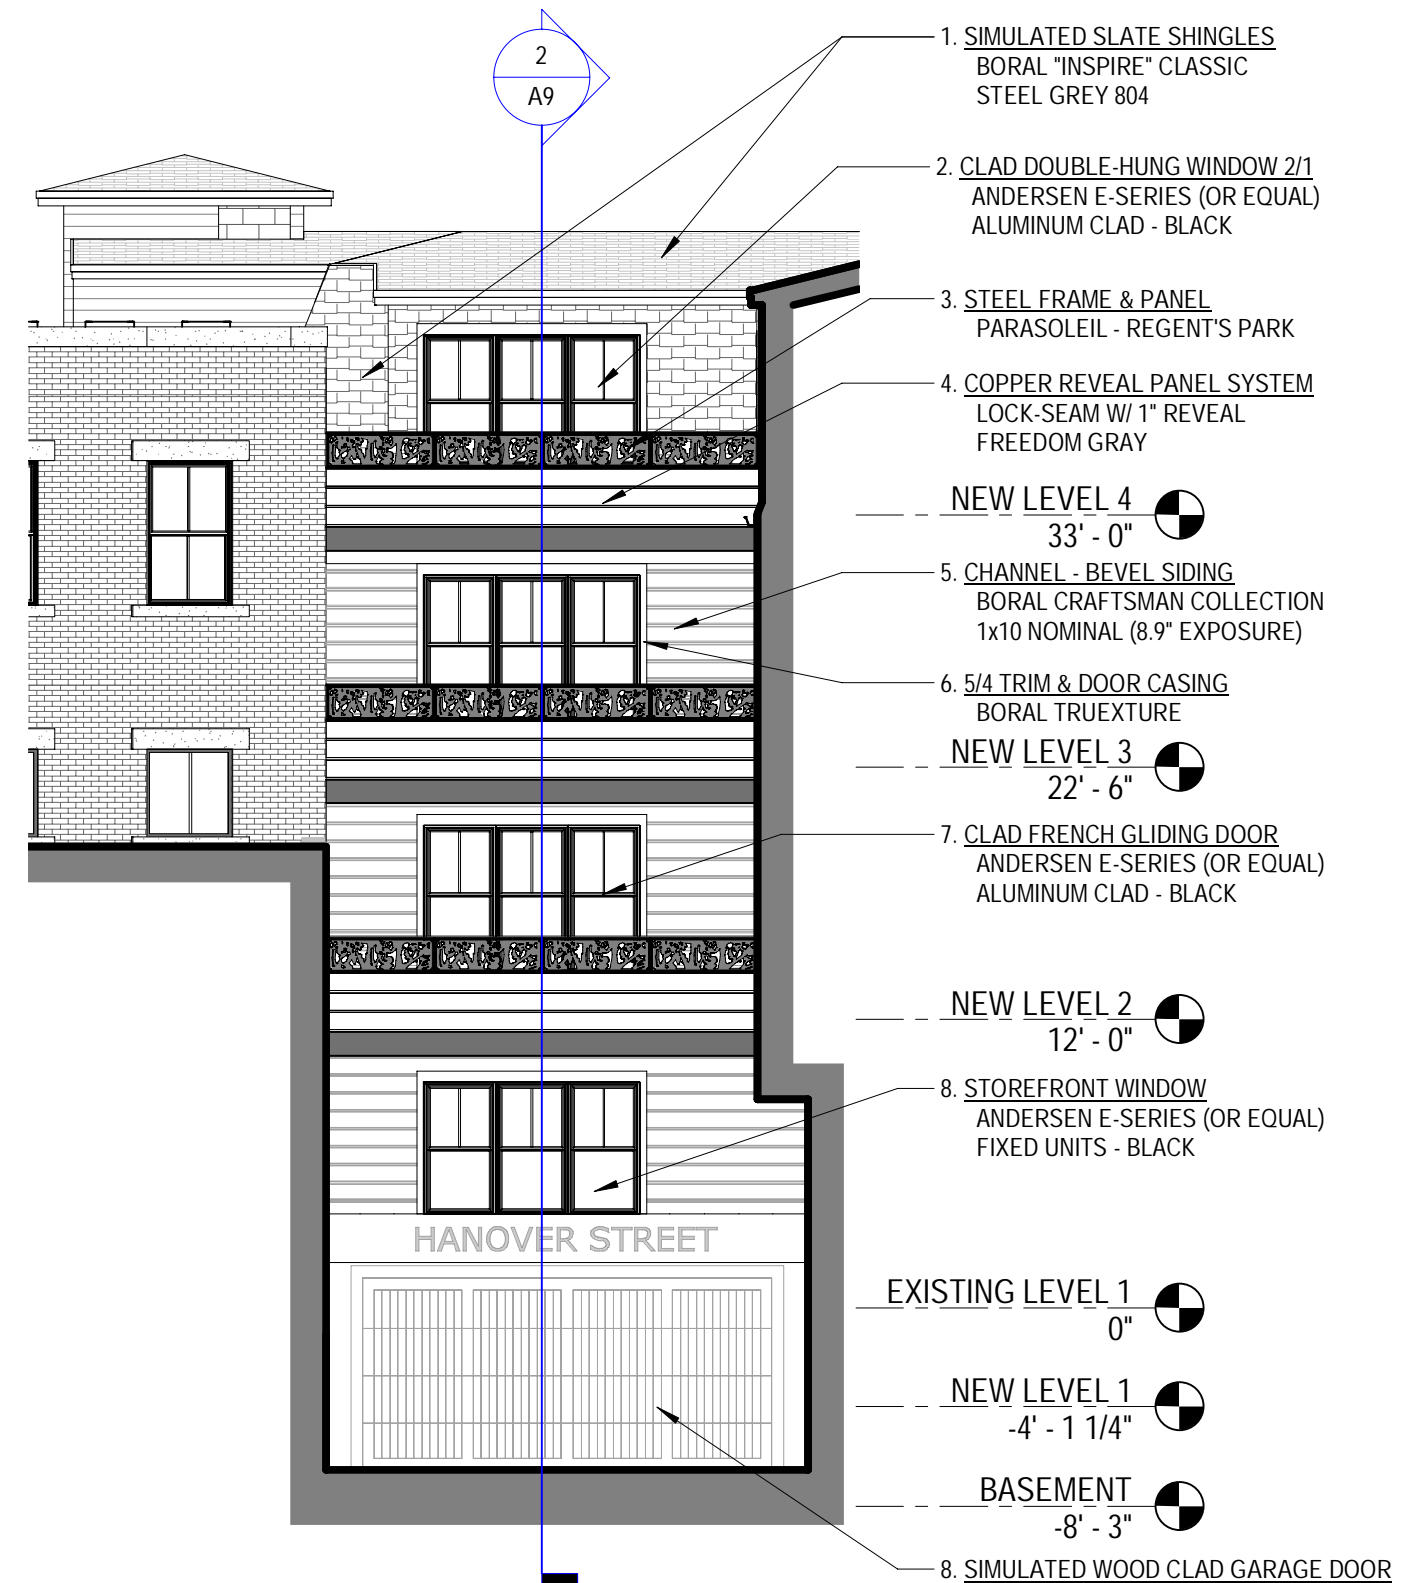 2
A9
1. SIMULATED SLATE SHINGLES
BORAL "INSPIRE" CLASSIC
STEEL GREY 804
2. CLAD DOUBLE-HUNG WINDOW 2/1
ANDERSEN E-SERIES (OR EQUAL)
ALUMINUM CLAD - BLACK
3. STEEL FRAME & PANEL
PARASOLEIL - REGENT'S PARK
4. COPPER REVEAL PANEL SYSTEM
LOCK-SEAM W/ 1" REVEAL
FREEDOM GRAY
NEW LEVEL 4
33' - 0"
5. CHANNEL - BEVEL SIDING
BORAL CRAFTSMAN COLLECTION
1x10 NOMINAL (8.9" EXPOSURE)
6. 5/4 TRIM & DOOR CASING
BORAL TRUEXTURE
NEW LEVEL 3
22' - 6"
7. CLAD FRENCH GLIDING DOOR
ANDERSEN E-SERIES (OR EQUAL)
ALUMINUM CLAD - BLACK
NEW LEVEL 2
12' - 0"
8. STOREFRONT WINDOW
ANDERSEN E-SERIES (OR EQUAL)
FIXED UNITS - BLACK
HANOVER STREET
EXISTING LEVEL 1
0"
NEW LEVEL 1
-4' - 1 1/4"
BASEMENT
-8' - 3"
8. SIMULATED WOOD CLAD GARAGE DOOR